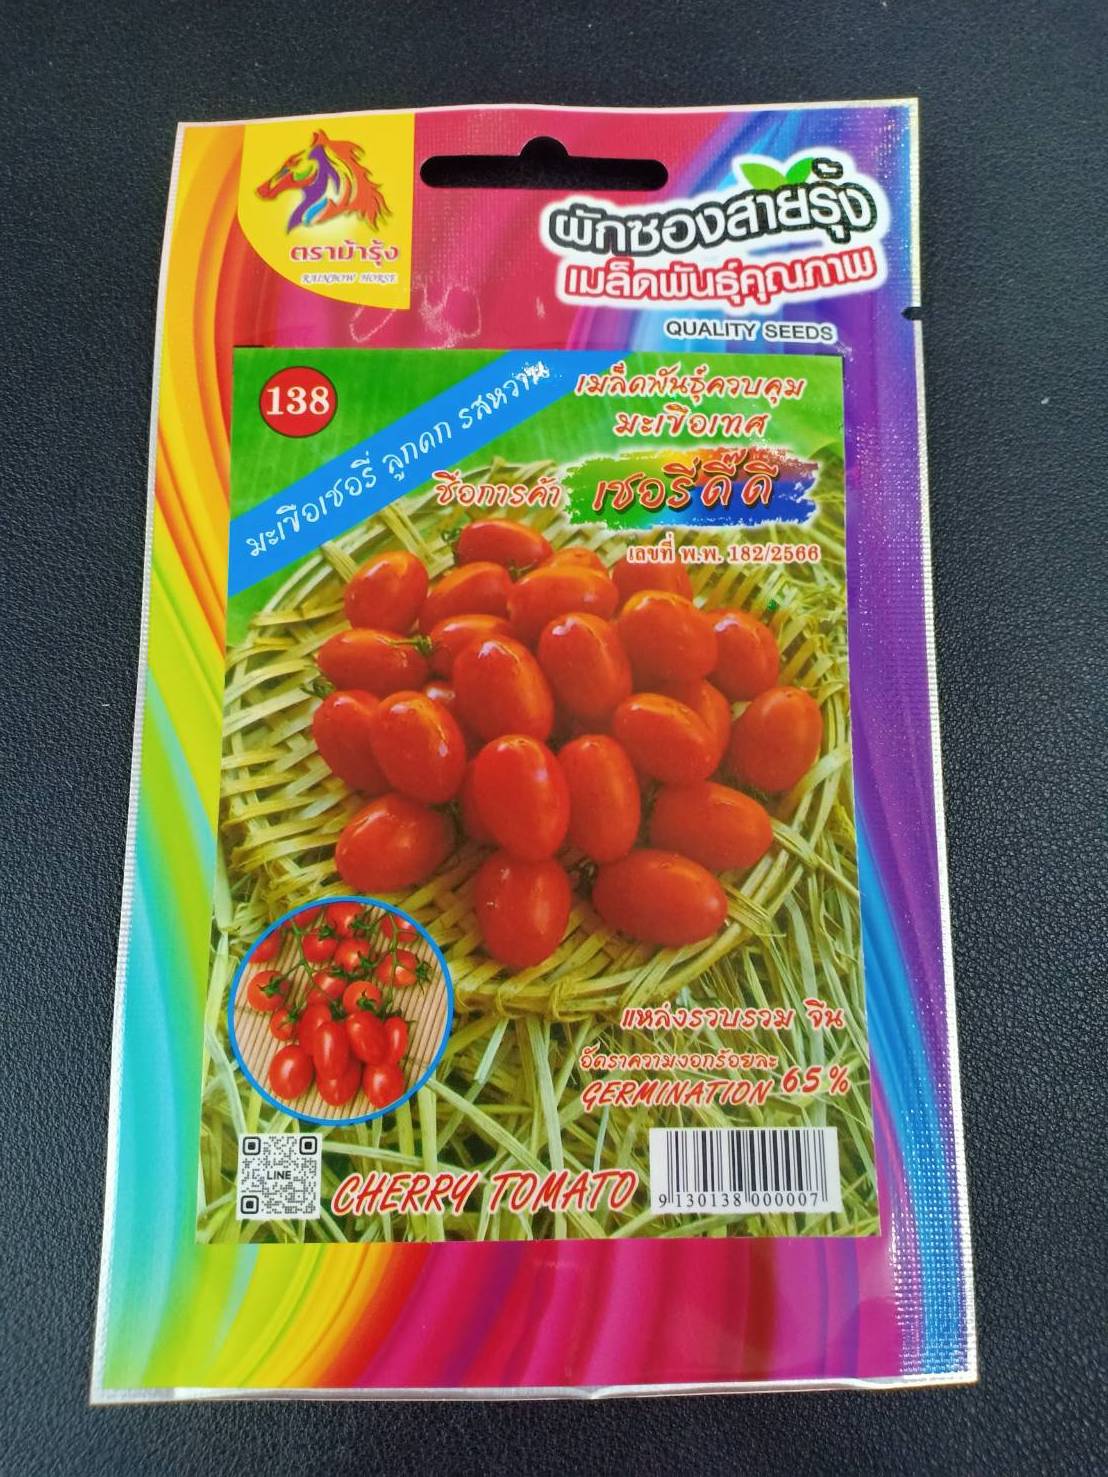 ตราม้ารุ้ง
RAINBOW HORSE
ผักซองสายรุ้ง
เมล็ดพันธุ์คุณภาพ
QUALITY SEEDS
138
มะเขือเชอรี่ ลูกดก รสหวาน
เมล็ดพันธุ์ควบคุม
มะเขือเทศ
ชื่อการค้า เชอรี่ดี๊ดี
เลขที่ พ.พ. 182/2566
แหล่งรวบรวม จีน
อัตราความงอกร้อยละ
GERMINATION 65%
LINE
CHERRY TOMATO
9 130138 000007